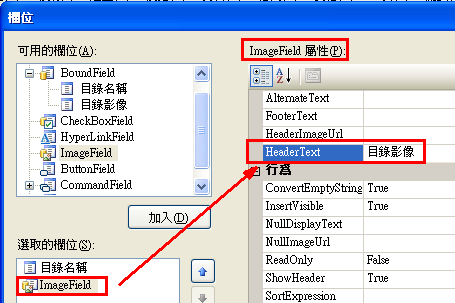 欄位
可用的欄位(A):
BoundField
目錄名稱
目錄影像
CheckBoxField
HyperLinkField
ImageField
ButtonField
CommandField
加入(D)
選取的欄位(S):
目錄名稱
ImageField
ImageField 屬性(P):
AlternateText
FooterText
HeaderImageUrl
HeaderText 目錄影像
行為
ConvertEmptyString True
InsertVisible True
NullDisplayText
NullImageUrl
ReadOnly False
ShowHeader True
SortExpression